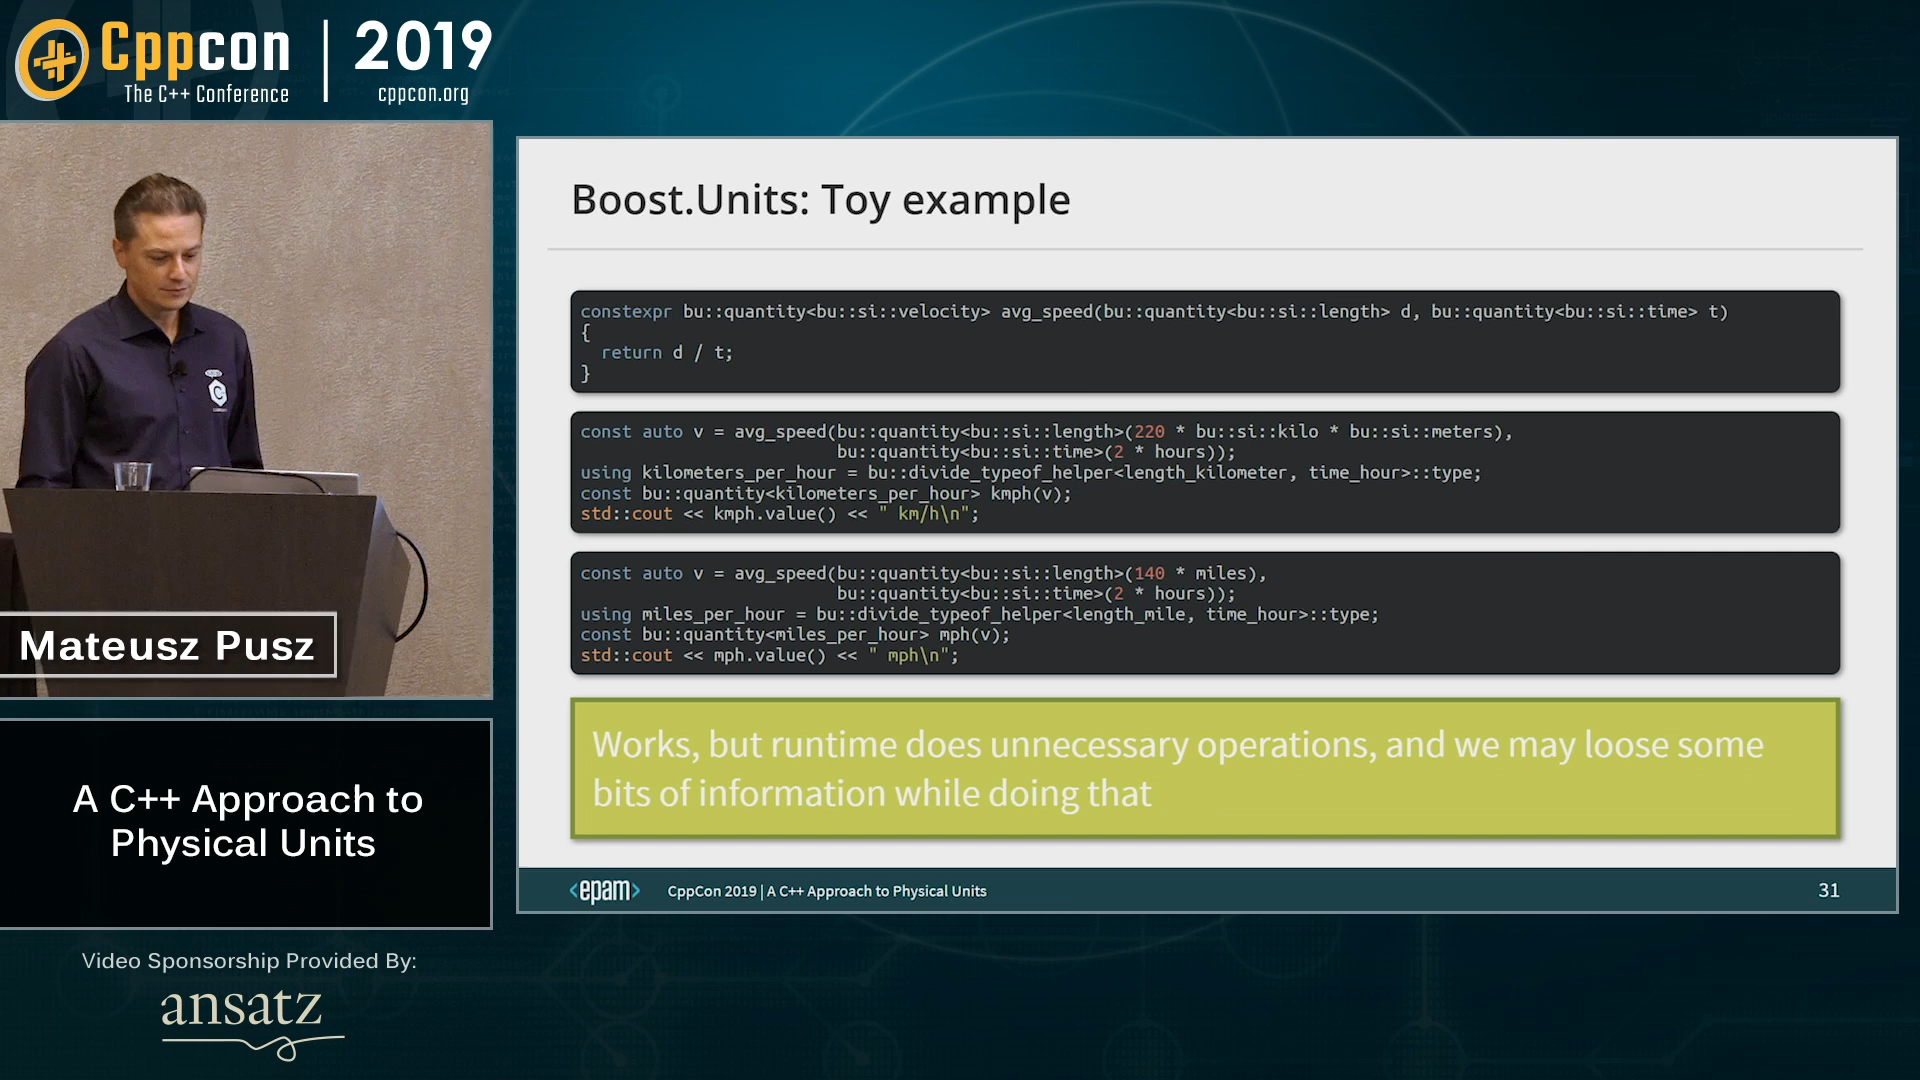 Cppcon
The C++ Conference
2019
cppcon.org
Mateusz Pusz
A C++ Approach to
Physical Units
Video Sponsorship Provided By:
ansatz
Boost.Units: Toy example
constexpr bu::quantity<bu::si::velocity> avg_speed(bu::quantity<bu::si::length> d, bu::quantity<bu::si::time> t)
{
  return d / t;
}
const auto v = avg_speed(bu::quantity<bu::si::length>(220 * bu::si::kilo * bu::si::meters),
                         bu::quantity<bu::si::time>(2 * hours));
using kilometers_per_hour = bu::divide_typeof_helper<length_kilometer, time_hour>::type;
const bu::quantity<kilometers_per_hour> kmph(v);
std::cout << kmph.value() << " km/h\n";
const auto v = avg_speed(bu::quantity<bu::si::length>(140 * miles),
                         bu::quantity<bu::si::time>(2 * hours));
using miles_per_hour = bu::divide_typeof_helper<length_mile, time_hour>::type;
const bu::quantity<miles_per_hour> mph(v);
std::cout << mph.value() << " mph\n";
Works, but runtime does unnecessary operations, and we may loose some
bits of information while doing that
<epam>
CppCon 2019 | A C++ Approach to Physical Units
31